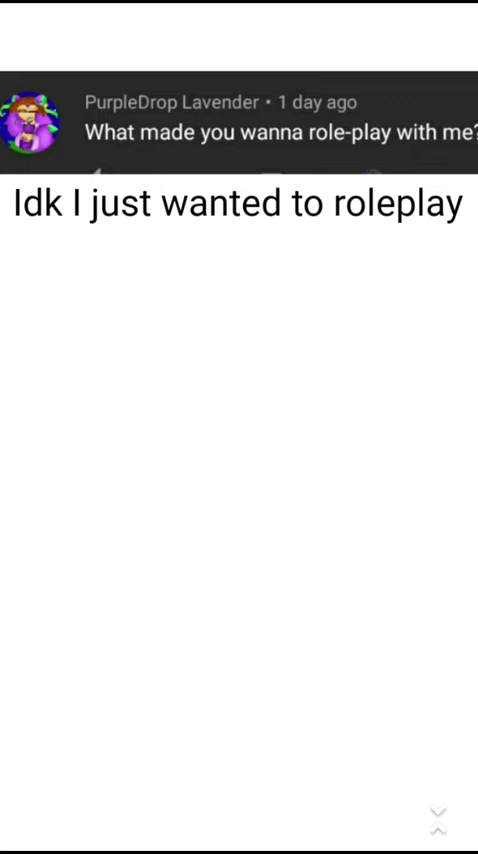 PurpleDrop Lavender • 1 day ago
What made you wanna role-play with me?
Idk I just wanted to roleplay